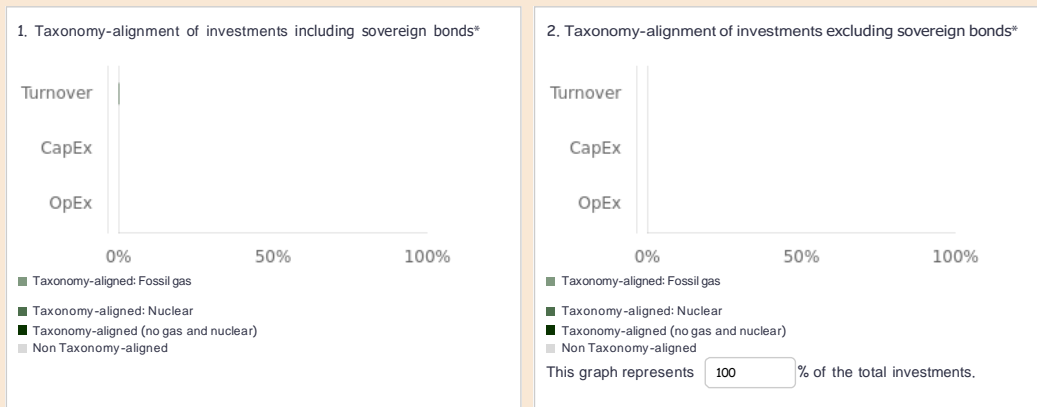 1. Taxonomy-alignment of investments including sovereign bonds*
Turnover
CapEx
OpEx
0% 50% 100%
Taxonomy-aligned: Fossil gas
Taxonomy-aligned: Nuclear
Taxonomy-aligned (no gas and nuclear)
Non Taxonomy-aligned
2. Taxonomy-alignment of investments excluding sovereign bonds*
Turnover
CapEx
OpEx
0% 50% 100%
Taxonomy-aligned: Fossil gas
Taxonomy-aligned: Nuclear
Taxonomy-aligned (no gas and nuclear)
Non Taxonomy-aligned
This graph represents 100 % of the total investments.